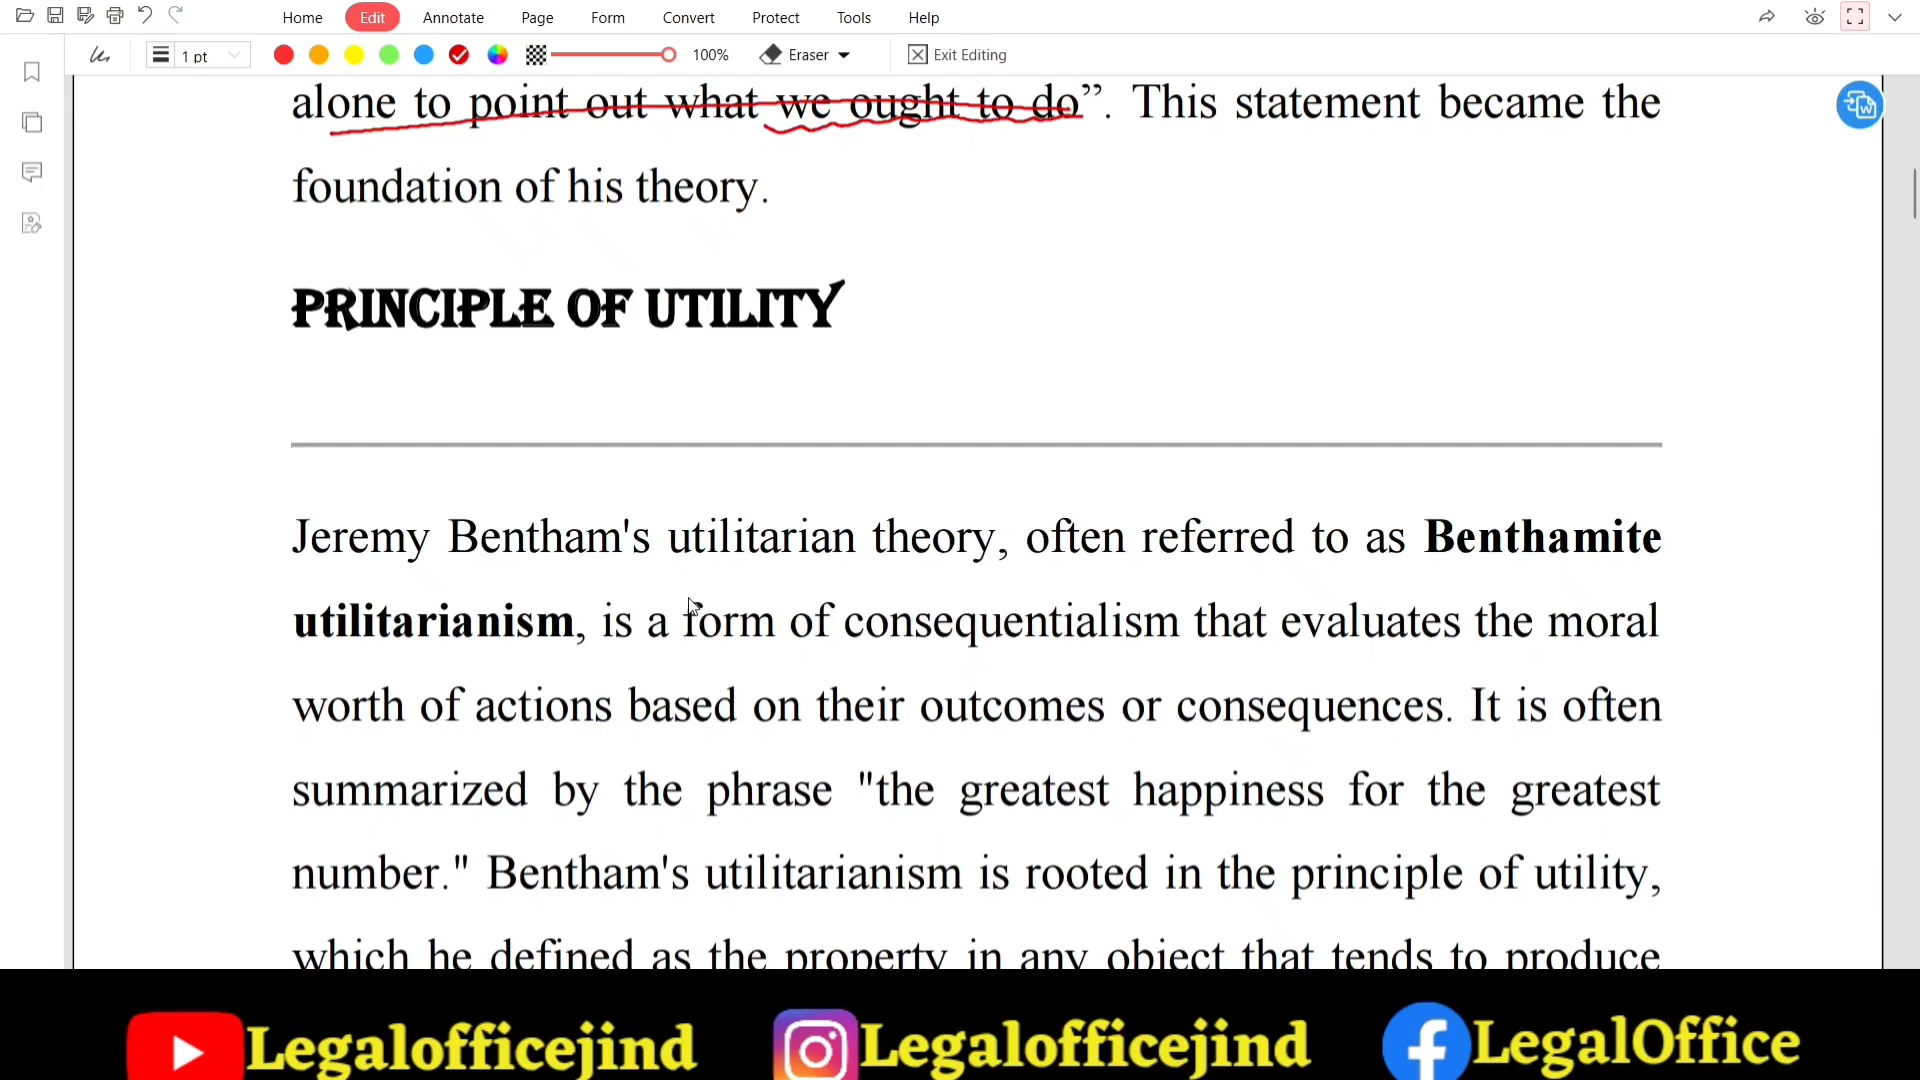 Home Edit Annotate Page Form Convert Protect Tools Help
1 pt 100% Eraser Exit Editing
alone to point out what we ought to do”. This statement became the
foundation of his theory.
PRINCIPLE OF UTILITY
Jeremy Bentham's utilitarian theory, often referred to as Benthamite
utilitarianism, is a form of consequentialism that evaluates the moral
worth of actions based on their outcomes or consequences. It is often
summarized by the phrase "the greatest happiness for the greatest
number." Bentham's utilitarianism is rooted in the principle of utility,
which he defined as the property in any object that tends to produce
Legalofficejind Legalofficejind LegalOffice